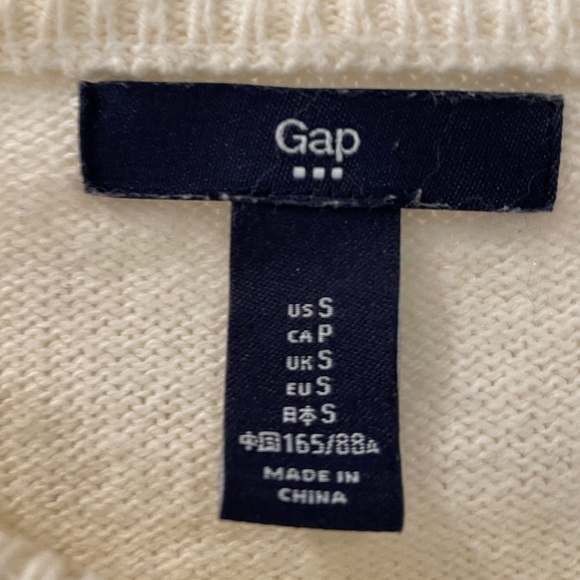 Gap
US S
CA P
UK S
EU S
日本 S
中国 165/88A
MADE IN
CHINA